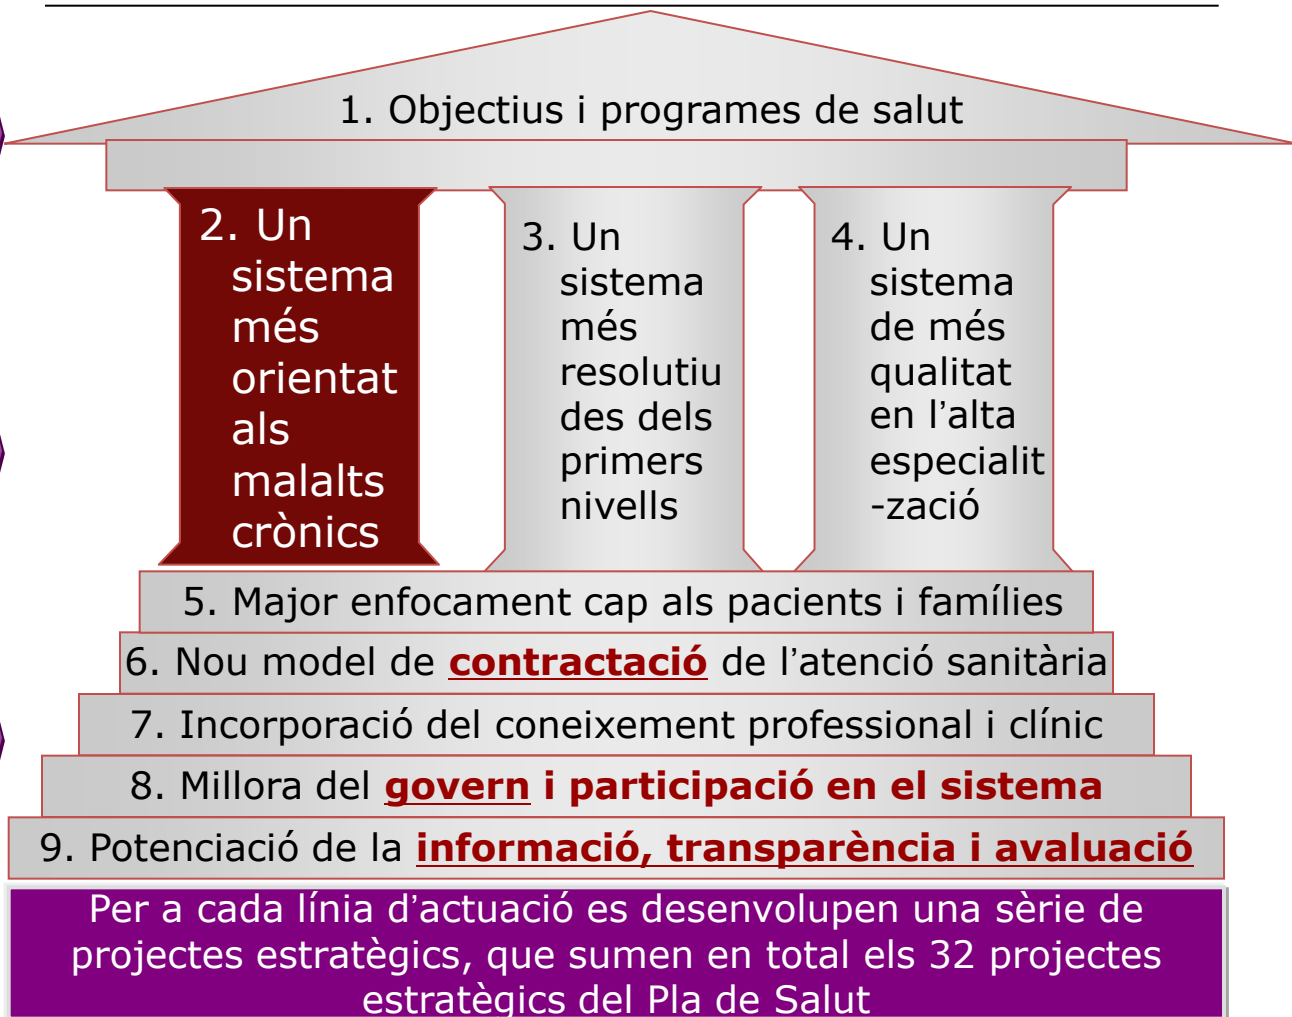 1. Objectius i programes de salut
2. Un
sistema
més
orientat
als
malalts
crònics
3. Un
sistema
més
resolutiu
des dels
primers
nivells
4. Un
sistema
de més
qualitat
en l’alta
especialit
-zació
5. Major enfocament cap als pacients i famílies
6. Nou model de contractació de l’atenció sanitària
7. Incorporació del coneixement professional i clínic
8. Millora del govern i participació en el sistema
9. Potenciació de la informació, transparència i avaluació
Per a cada línia d’actuació es desenvolupen una sèrie de
projectes estratègics, que sumen en total els 32 projectes
estratègics del Pla de Salut